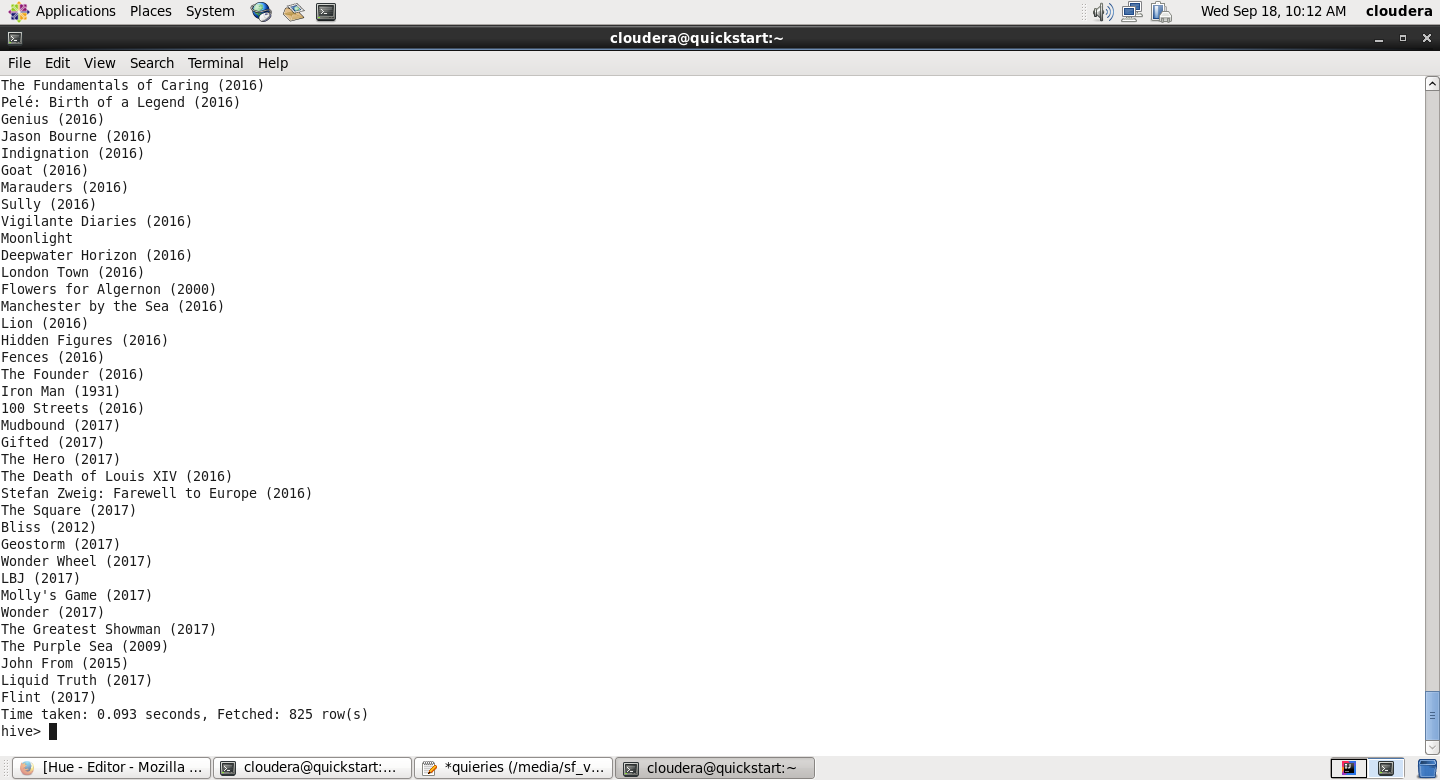 Applications Places System Wed Sep 18, 10:12 AM cloudera
cloudera@quickstart:~
File Edit View Search Terminal Help
The Fundamentals of Caring (2016)
Pelé: Birth of a Legend (2016)
Genius (2016)
Jason Bourne (2016)
Indignation (2016)
Goat (2016)
Marauders (2016)
Sully (2016)
Vigilante Diaries (2016)
Moonlight
Deepwater Horizon (2016)
London Town (2016)
Flowers for Algernon (2000)
Manchester by the Sea (2016)
Lion (2016)
Hidden Figures (2016)
Fences (2016)
The Founder (2016)
Iron Man (1931)
100 Streets (2016)
Mudbound (2017)
Gifted (2017)
The Hero (2017)
The Death of Louis XIV (2016)
Stefan Zweig: Farewell to Europe (2016)
The Square (2017)
Bliss (2012)
Geostorm (2017)
Wonder Wheel (2017)
LBJ (2017)
Molly's Game (2017)
Wonder (2017)
The Greatest Showman (2017)
The Purple Sea (2009)
John From (2015)
Liquid Truth (2017)
Flint (2017)
Time taken: 0.093 seconds, Fetched: 825 row(s)
hive>
[Hue - Editor - Mozilla ... cloudera@quickstart:... *quieries (/media/sf_v... cloudera@quickstart:~